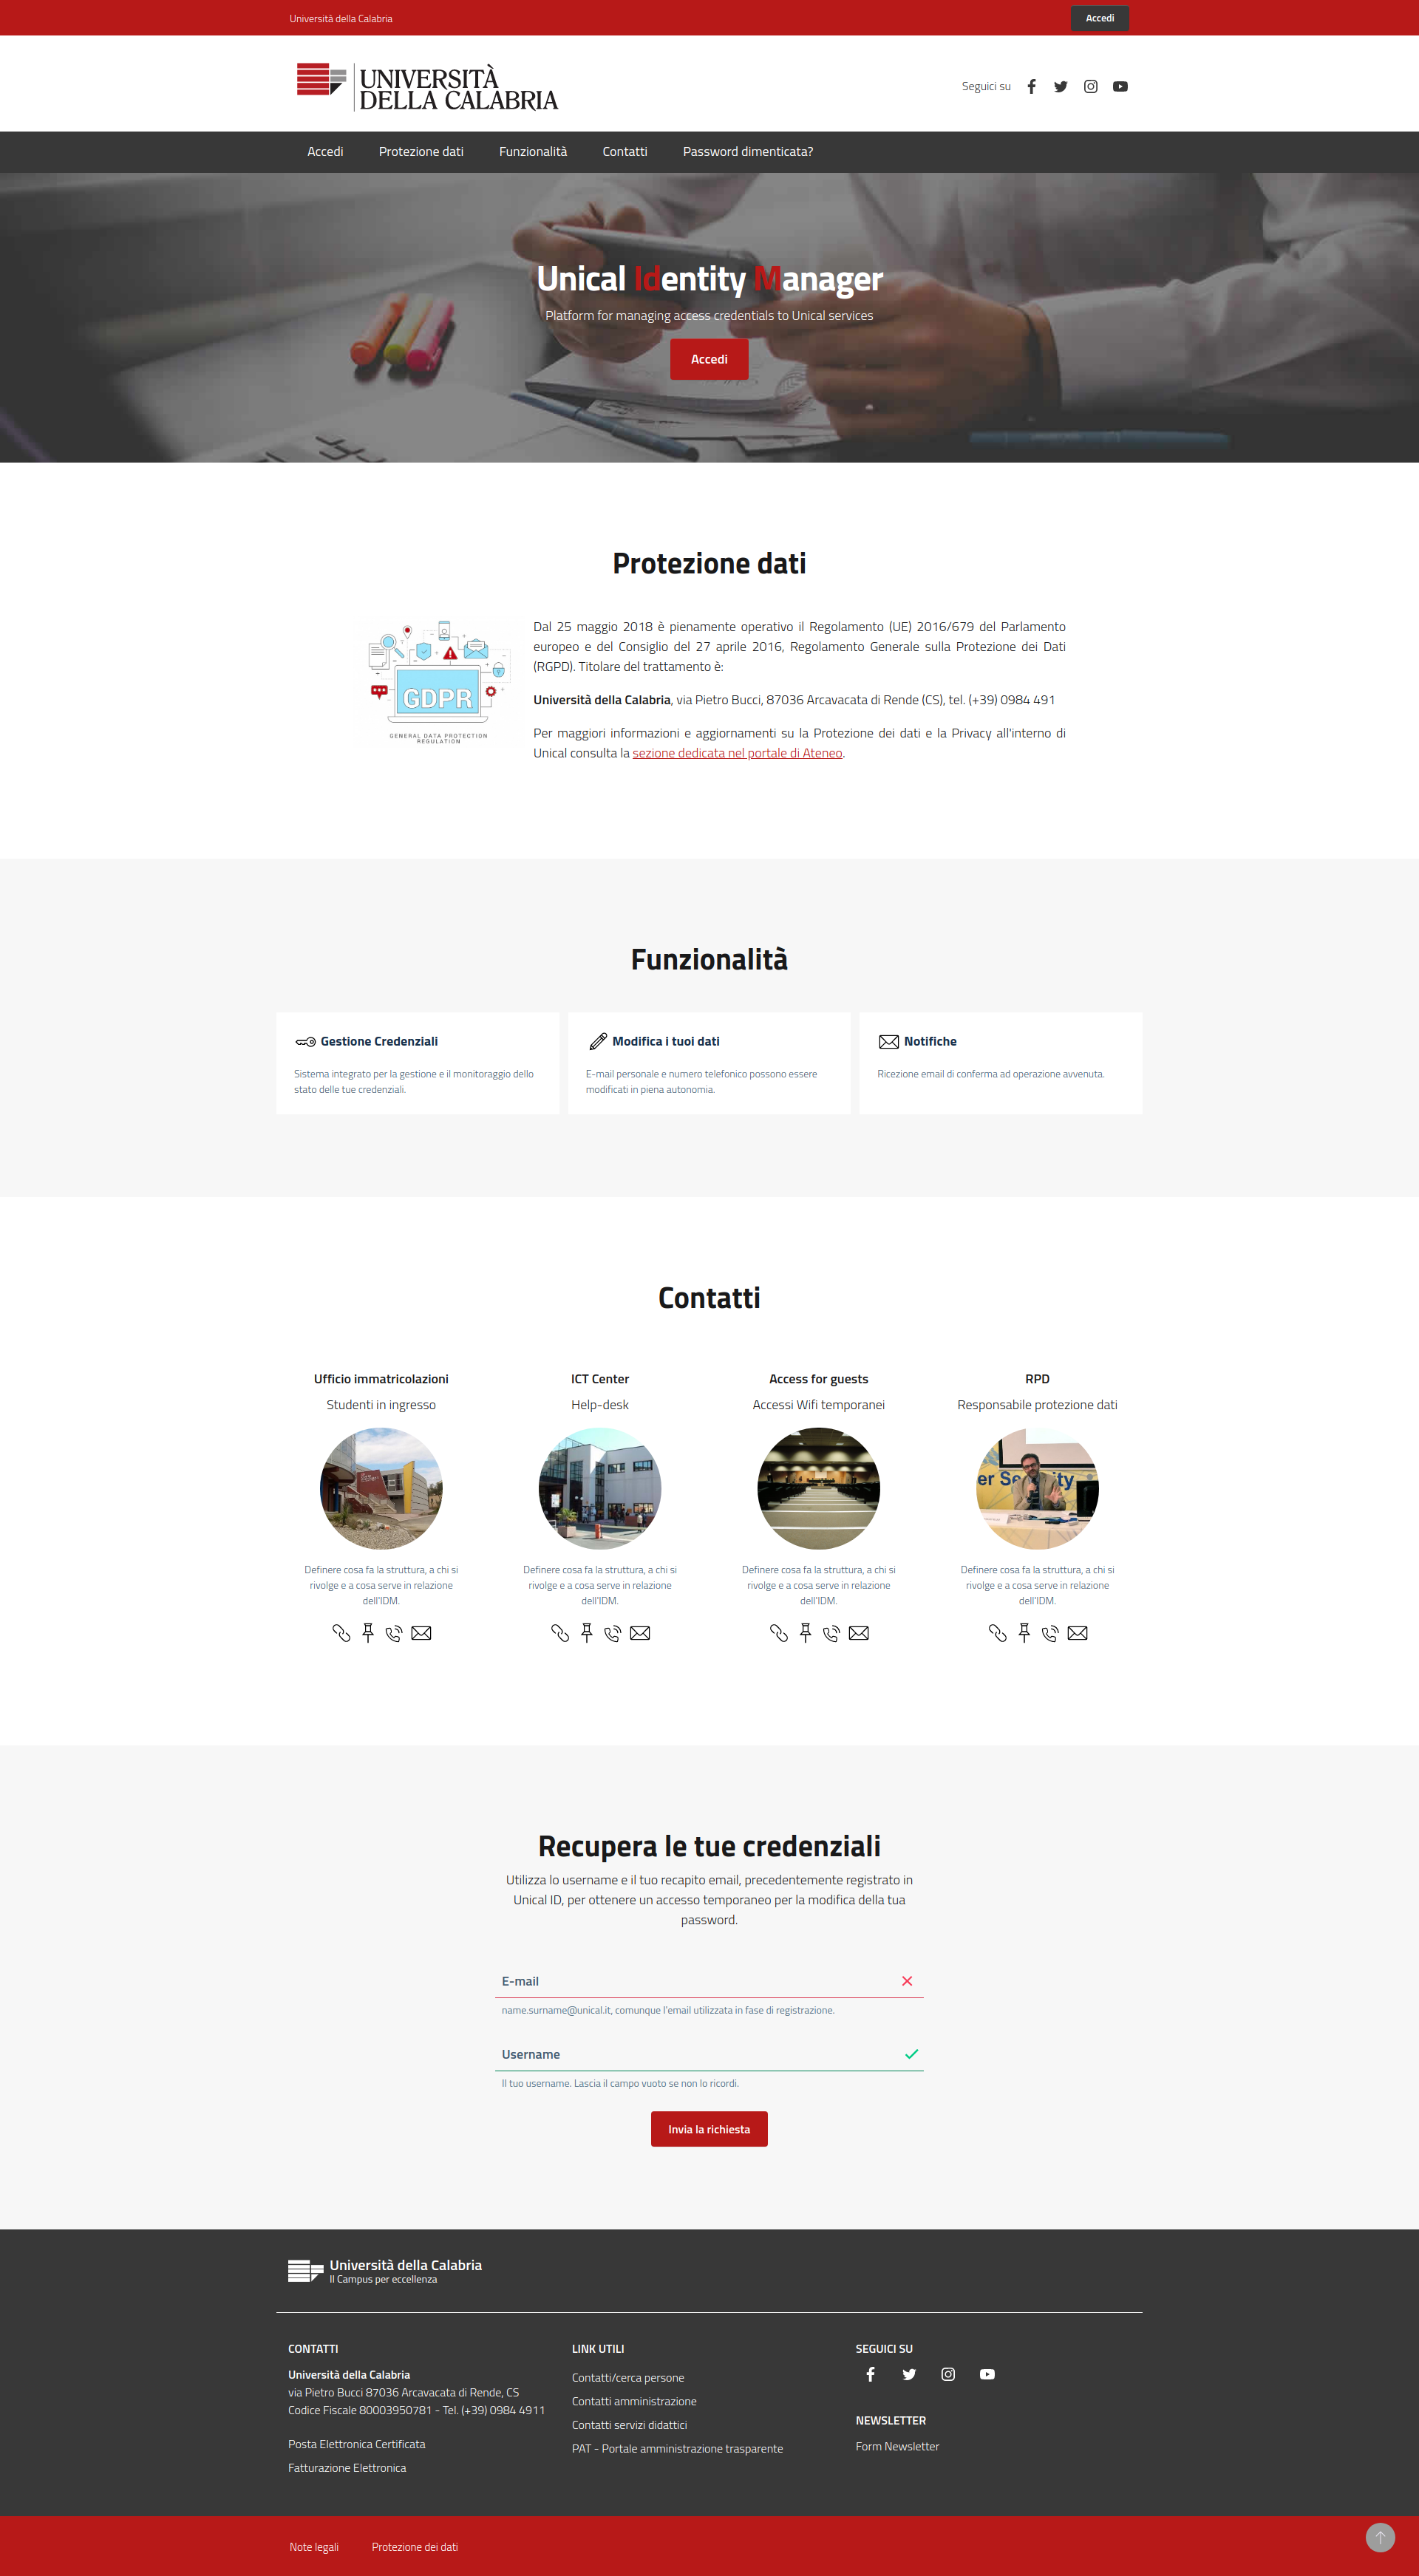 Università della Calabria
Accedi
UNIVERSITÀ
DELLA CALABRIA
Seguici su
Accedi
Protezione dati
Funzionalità
Contatti
Password dimenticata?
Unical IdentityManager
Platform for managing access credentials to Unical services
Accedi
Protezione dati
GDPR
GENERAL DATA PROTECTION
REGULATION
Dal 25 maggio 2018 è pienamente operativo il Regolamento (UE) 2016/679 del Parlamento
europeo e del Consiglio del 27 aprile 2016, Regolamento Generale sulla Protezione dei Dati
(RGPD). Titolare del trattamento è:
Università della Calabria, via Pietro Bucci, 87036 Arcavacata di Rende (CS), tel. (+39) 0984 491
Per maggiori informazioni e aggiornamenti su la Protezione dei dati e la Privacy all'interno di
Unical consulta la sezione dedicata nel portale di Ateneo.
Funzionalità
Gestione Credenziali
Sistema integrato per la gestione e il monitoraggio dello
stato delle tue credenziali.
Modifica i tuoi dati
E-mail personale e numero telefonico possono essere
modificati in piena autonomia.
Notifiche
Ricezione email di conferma ad operazione avvenuta.
Contatti
Ufficio immatricolazioni
Studenti in ingresso
Definere cosa fa la struttura, a chi si
rivolge e a cosa serve in relazione
dell'IDM.
ICT Center
Help-desk
Definere cosa fa la struttura, a chi si
rivolge e a cosa serve in relazione
dell'IDM.
Access for guests
Accessi Wifi temporanei
Definere cosa fa la struttura, a chi si
rivolge e a cosa serve in relazione
dell'IDM.
RPD
Responsabile protezione dati
Definere cosa fa la struttura, a chi si
rivolge e a cosa serve in relazione
dell'IDM.
Recupera le tue credenziali
Utilizza lo username e il tuo recapito email, precedentemente registrato in
Unical ID, per ottenere un accesso temporaneo per la modifica della tua
password.
E-mail
name.surname@unical.it, comunque l'email utilizzata in fase di registrazione.
Username
Il tuo username. Lascia il campo vuoto se non lo ricordi.
Invia la richiesta
Università della Calabria
Il Campus per eccellenza
CONTATTI
Università della Calabria
via Pietro Bucci 87036 Arcavacata di Rende, CS
Codice Fiscale 80003950781 - Tel. (+39) 0984 4911
Posta Elettronica Certificata
Fatturazione Elettronica
LINK UTILI
Contatti/cerca persone
Contatti amministrazione
Contatti servizi didattici
PAT - Portale amministrazione trasparente
SEGUICI SU
NEWSLETTER
Form Newsletter
Note legali
Protezione dei dati